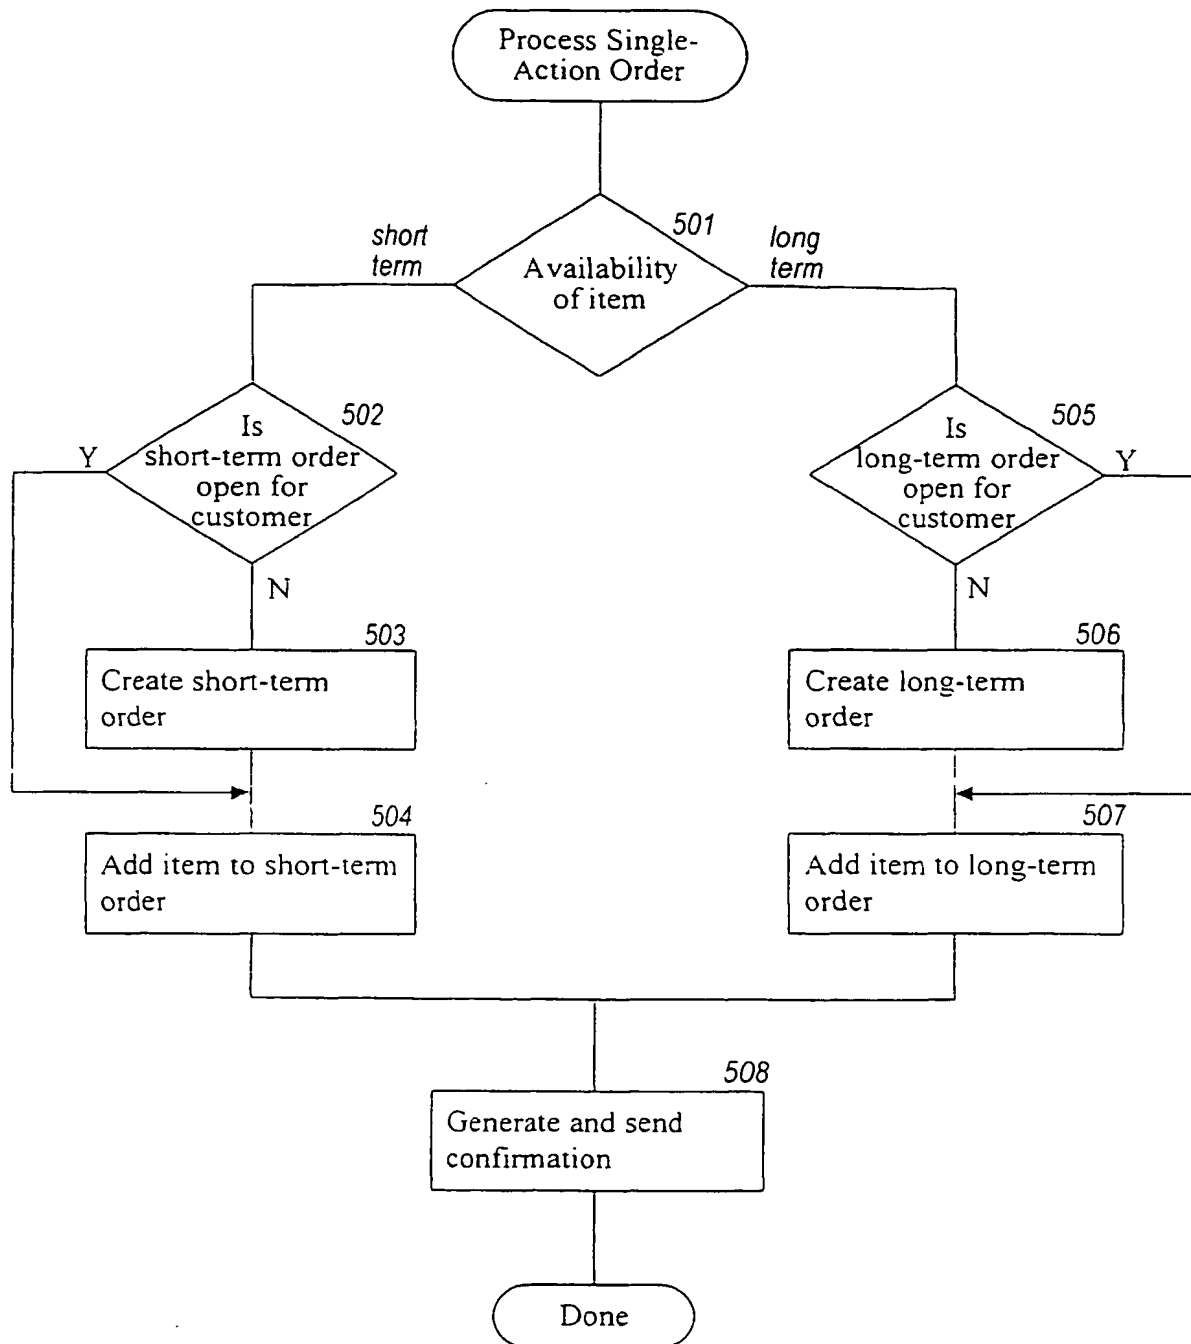 Process Single-
Action Order
501
short
term
long
term
Availability
of item
502
Is
short-term order
open for
customer
Y
N
505
Is
long-term order
open for
customer
Y
N
503
Create short-term
order
506
Create long-term
order
504
Add item to short-term
order
507
Add item to long-term
order
508
Generate and send
confirmation
Done